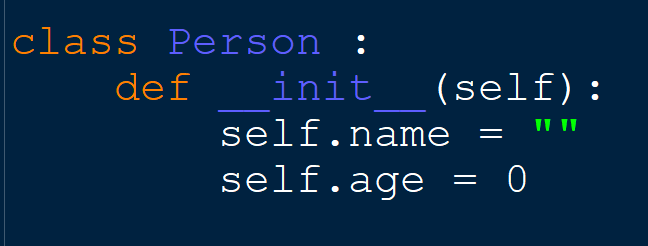 class Person :
    def __init__(self):
        self.name = ""
        self.age = 0